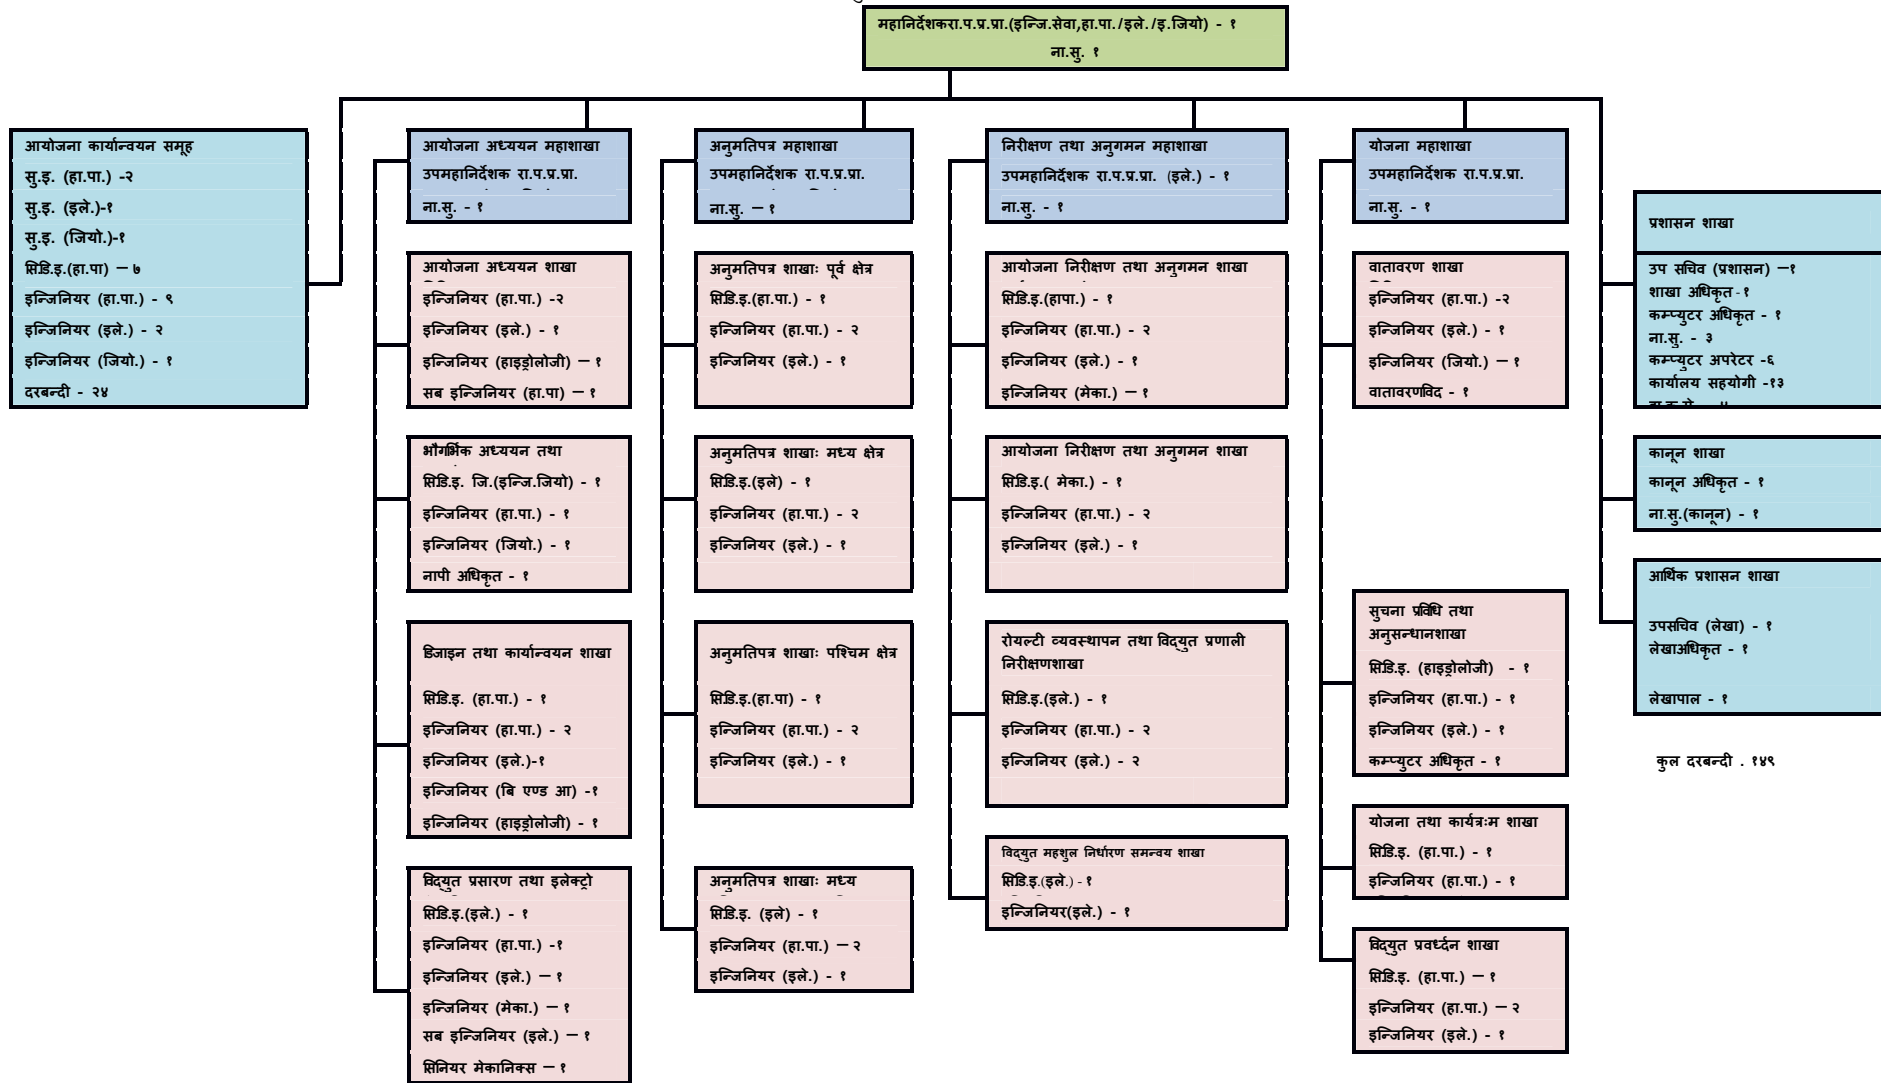 महानिर्देशकरा.प.प्र.प्रा.(इन्जि.सेवा,हा.पा./इले./इ.जियो) - १
ना.सु. १
आयोजना कार्यान्वयन समूह
सु.इ. (हा.पा.) -२
सु.इ. (इले.)-१
सु.इ. (जियो.)-१
सि.डि.इ.(हा.पा) – ७
इन्जिनियर (हा.पा.) - ९
इन्जिनियर (इले.) - २
इन्जिनियर (जियो.) - १
दरबन्दी - २४
आयोजना अध्ययन महाशाखा
उपमहानिर्देशक रा.प.प्र.प्रा.
ना.सु. - १
आयोजना अध्ययन शाखा
इन्जिनियर (हा.पा.) -२
इन्जिनियर (इले.) - १
इन्जिनियर (हाइड्रोलोजी) – १
सब इन्जिनियर (हा.पा) – १
भौगर्भिक अध्ययन तथा
सि.डि.इ. जि.(इन्जि.जियो) - १
इन्जिनियर (हा.पा.) - १
इन्जिनियर (जियो.) - १
नापी अधिकृत - १
डिजाइन तथा कार्यान्वयन शाखा
सि.डि.इ. (हा.पा.) - १
इन्जिनियर (हा.पा.) - २
इन्जिनियर (इले.)-१
इन्जिनियर (बि एण्ड आ) -१
इन्जिनियर (हाइड्रोलोजी) - १
विद्युत प्रसारण तथा इलेक्ट्रो
सि.डि.इ.(इले.) - १
इन्जिनियर (हा.पा.) -१
इन्जिनियर (इले.) – १
इन्जिनियर (मेका.) – १
सब इन्जिनियर (इले.) – १
सिनियर मेकानिक्स – १
अनुमतिपत्र महाशाखा
उपमहानिर्देशक रा.प.प्र.प्रा.
ना.सु. – १
अनुमतिपत्र शाखाः पूर्व क्षेत्र
सि.डि.इ.(हा.पा.) - १
इन्जिनियर (हा.पा.) - २
इन्जिनियर (इले.) - १
अनुमतिपत्र शाखाः मध्य क्षेत्र
सि.डि.इ.(इले) - १
इन्जिनियर (हा.पा.) - २
इन्जिनियर (इले.) - १
अनुमतिपत्र शाखाः पश्चिम क्षेत्र
सि.डि.इ.(हा.पा) - १
इन्जिनियर (हा.पा.) - २
इन्जिनियर (इले.) - १
अनुमतिपत्र शाखाः मध्य
सि.डि.इ. (इले) - १
इन्जिनियर (हा.पा.) – २
इन्जिनियर (इले.) - १
निरीक्षण तथा अनुगमन महाशाखा
उपमहानिर्देशक रा.प.प्र.प्रा. (इले.) - १
ना.सु. - १
आयोजना निरीक्षण तथा अनुगमन शाखा
सि.डि.इ.(हापा.) - १
इन्जिनियर (हा.पा.) - २
इन्जिनियर (इले.) - १
इन्जिनियर (मेका.) – १
आयोजना निरीक्षण तथा अनुगमन शाखा
सि.डि.इ.( मेका.) - १
इन्जिनियर (हा.पा.) - २
इन्जिनियर (इले.) - १
रोयल्टी व्यवस्थापन तथा विद्युत प्रणाली
निरीक्षणशाखा
सि.डि.इ.(इले.) - १
इन्जिनियर (हा.पा.) - २
इन्जिनियर (इले.) - २
विद्युत महशुल निर्धारण समन्वय शाखा
सि.डि.इ.(इले.) - १
इन्जिनियर(इले.) - १
योजना महाशाखा
उपमहानिर्देशक रा.प.प्र.प्रा.
ना.सु. - १
वातावरण शाखा
इन्जिनियर (हा.पा.) -२
इन्जिनियर (इले.) - १
इन्जिनियर (जियो.) – १
वातावरणविद - १
सुचना प्रविधि तथा
अनुसन्धानशाखा
सि.डि.इ. (हाइड्रोलोजी) - १
इन्जिनियर (हा.पा.) - १
इन्जिनियर (इले.) - १
कम्प्युटर अधिकृत - १
योजना तथा कार्यत्रःम शाखा
सि.डि.इ. (हा.पा.) - १
इन्जिनियर (हा.पा.) - १
विद्युत प्रवर्ध्दन शाखा
सि.डि.इ. (हा.पा.) – १
इन्जिनियर (हा.पा.) – २
इन्जिनियर (इले.) - १
प्रशासन शाखा
उप सचिव (प्रशासन) –१
शाखा अधिकृत - १
कम्प्युटर अधिकृत - १
ना.सु. - ३
कम्प्युटर अपरेटर -६
कार्यालय सहयोगी -१३
कानून शाखा
कानून अधिकृत - १
ना.सु.(कानून) - १
आर्थिक प्रशासन शाखा
उपसचिव (लेखा) - १
लेखाअधिकृत - १
लेखापाल - १
कुल दरबन्दी . १४९